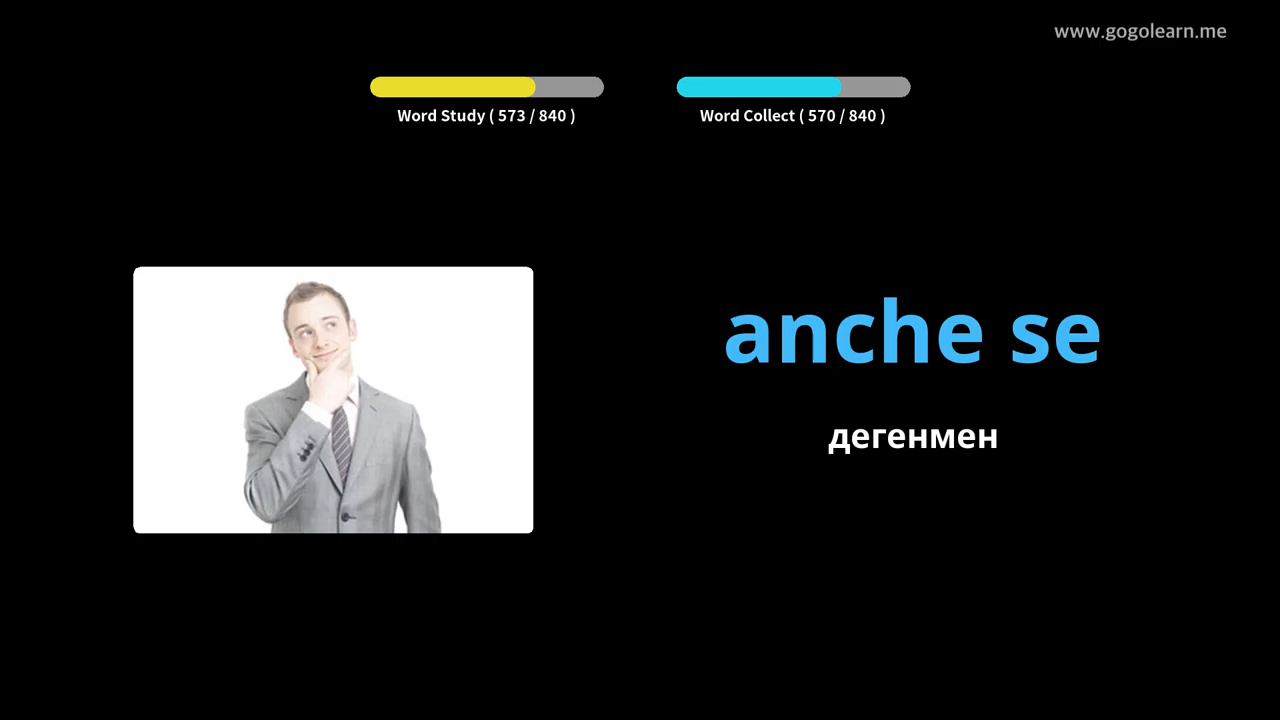 www.gogolearn.me
Word Study ( 573 / 840 )
Word Collect ( 570 / 840 )
anche se
дегенмен